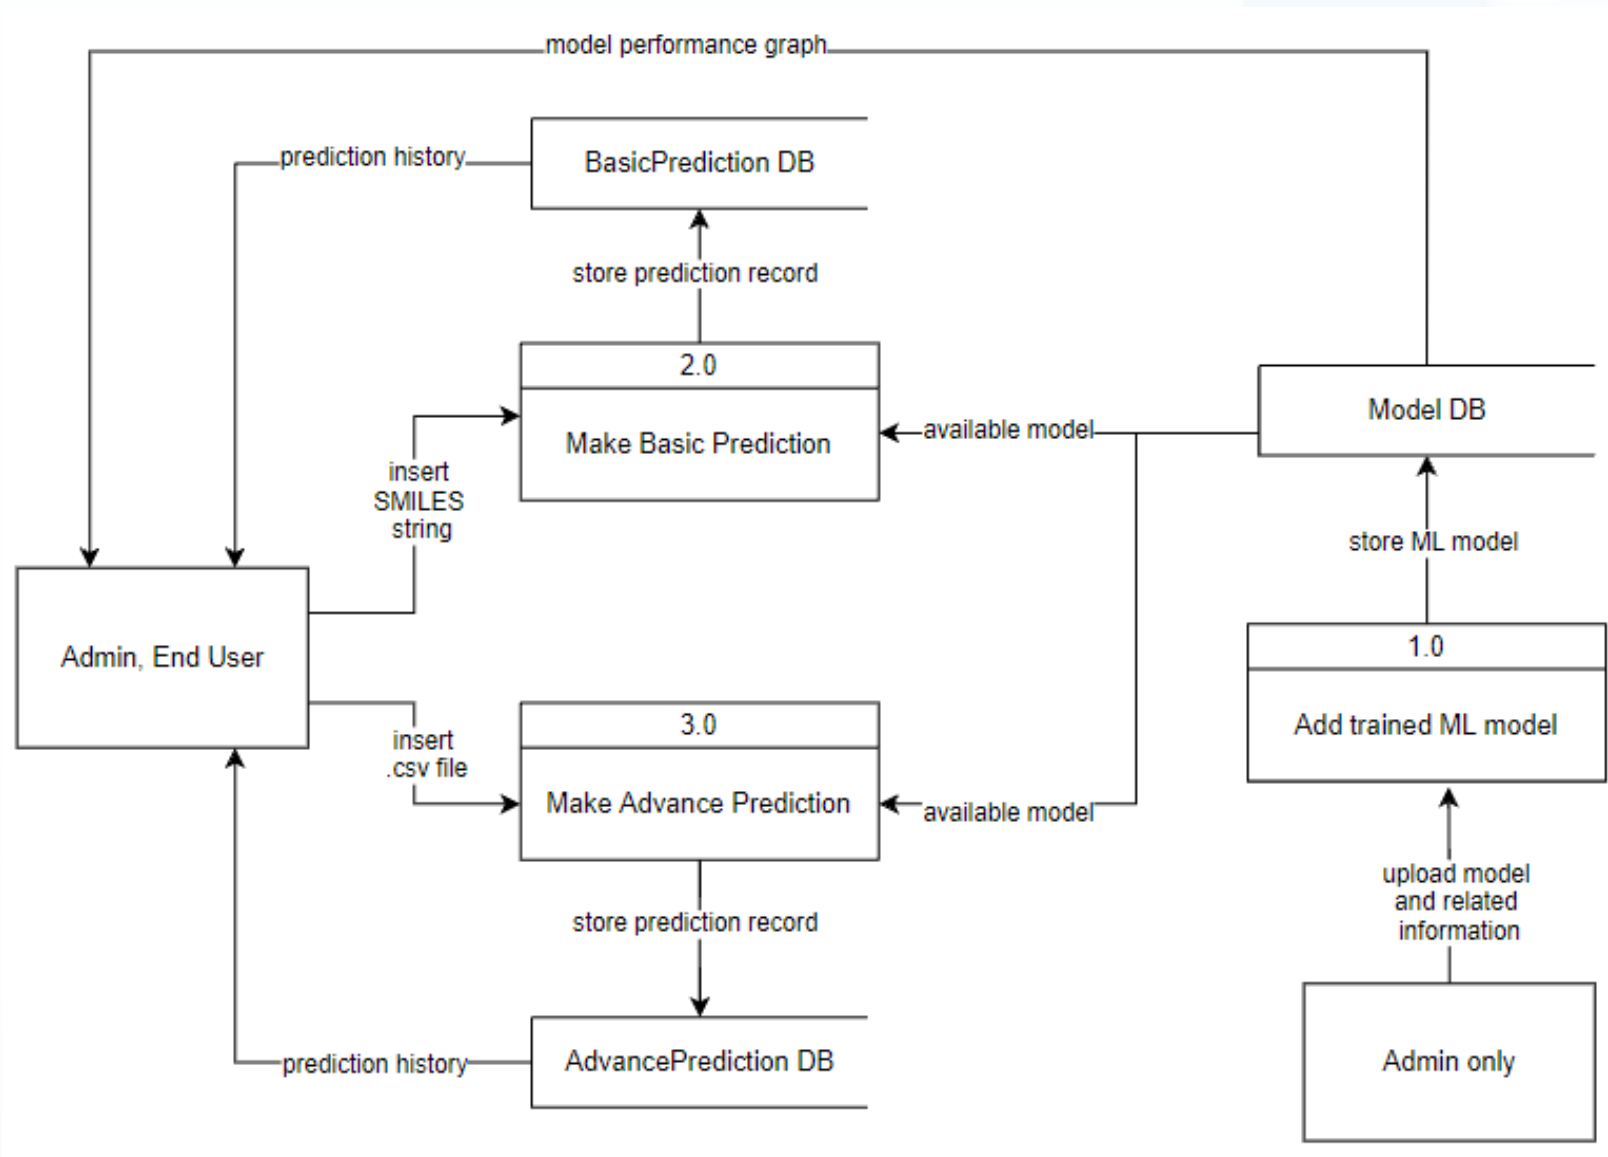 model performance graph
prediction history
BasicPrediction DB
store prediction record
2.0
Make Basic Prediction
available model
Model DB
insert
SMILES
string
store ML model
Admin, End User
1.0
Add trained ML model
insert
.csv file
3.0
Make Advance Prediction
available model
upload model
and related
information
store prediction record
prediction history
AdvancePrediction DB
Admin only